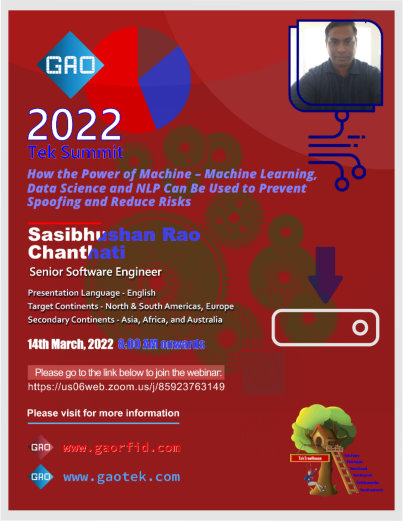 GAO
2022
Tek Summit
How the Power of Machine – Machine Learning,
Data Science and NLP Can Be Used to Prevent
Spoofing and Reduce Risks
Sasibhushan Rao
Chanthati
Senior Software Engineer
Presentation Language - English
Target Continents - North & South Americas, Europe
Secondary Continents - Asia, Africa, and Australia
14th March, 2022 8:00 AM onwards
Please go to the link below to join the webinar:
https://us06web.zoom.us/j/85923763149
Please visit for more information
GAO www.gaorfid.com
GAO www.gaotek.com